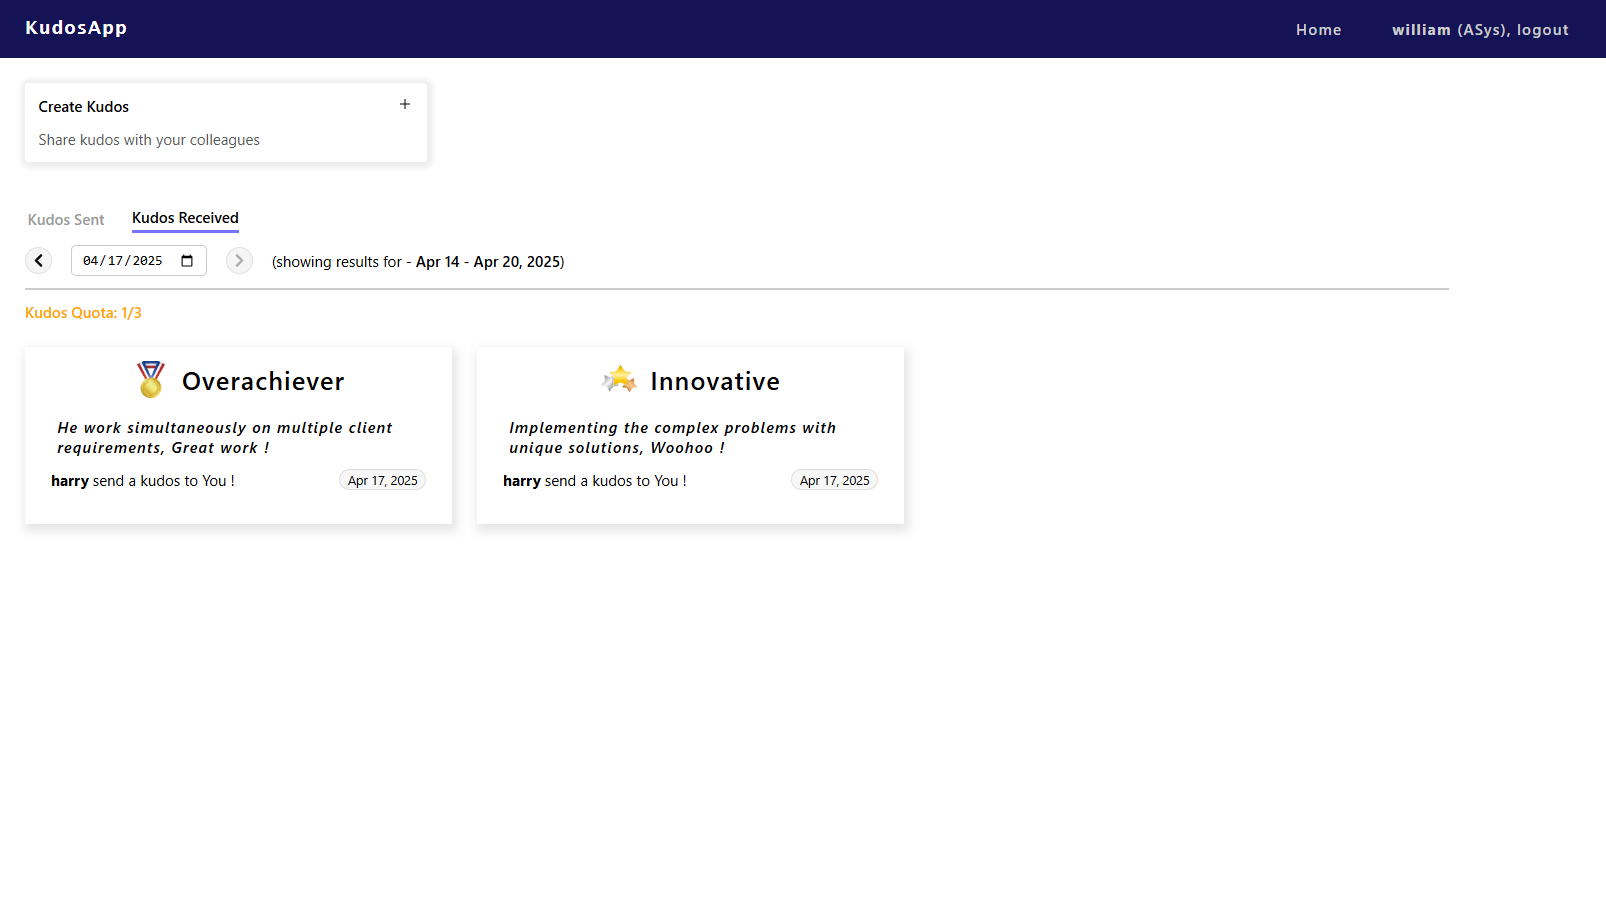 KudosApp
Home
william (ASys), logout
Create Kudos
+
Share kudos with your colleagues
Kudos Sent
Kudos Received
04/17/2025
(showing results for - Apr 14 - Apr 20, 2025)
Kudos Quota: 1/3
Overachiever
He work simultaneously on multiple client
requirements, Great work !
harry send a kudos to You !
Apr 17, 2025
Innovative
Implementing the complex problems with
unique solutions, Woohoo !
harry send a kudos to You !
Apr 17, 2025